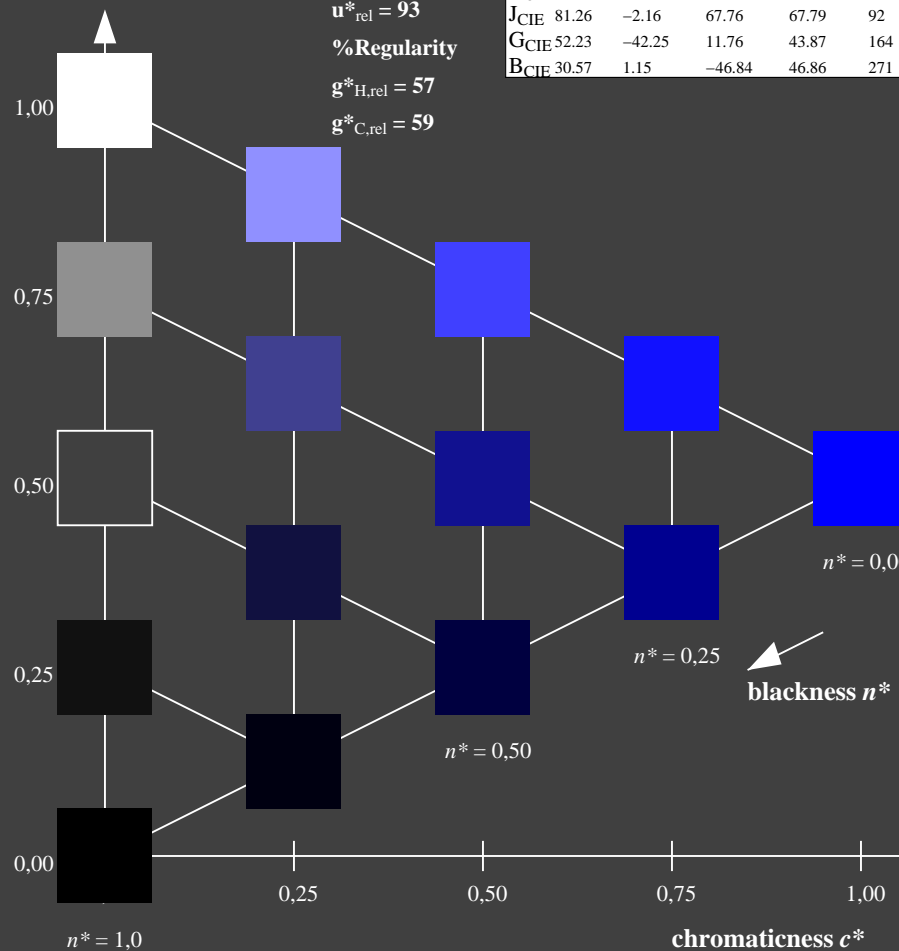 u*rel = 93
%Regularity
g*H,rel = 57
g*C,rel = 59
JCIE 81.26 −2.16 67.76 67.79 92
GCIE 52.23 −42.25 11.76 43.87 164
BCIE 30.57 1.15 −46.84 46.86 271
1,00
0,75
0,50
0,25
0,00
n* = 0,0
n* = 0,25
blackness n*
n* = 0,50
0,25 0,50 0,75 1,00
n* = 1,0
chromaticness c*